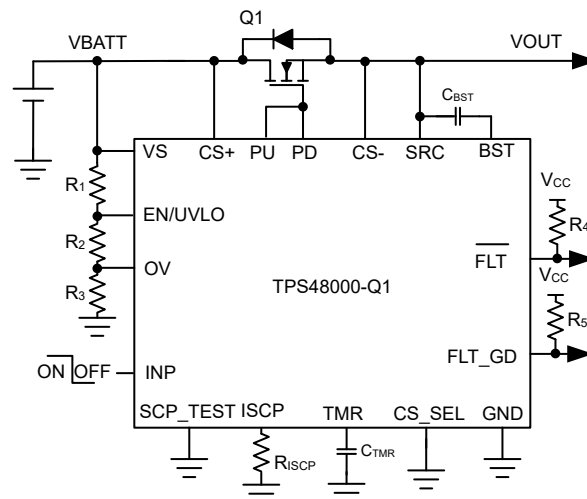 Q1
VBATT
VOUT
CBST
VS
CS+
PU
PD
CS-
SRC
BST
R1
EN/UVLO
R2
OV
R3
TPS48000-Q1
VCC
R4
FLT
VCC
R5
FLT_GD
ON OFF
INP
SCP_TEST
ISCP
TMR
CS_SEL
GND
RISCP
CTMR